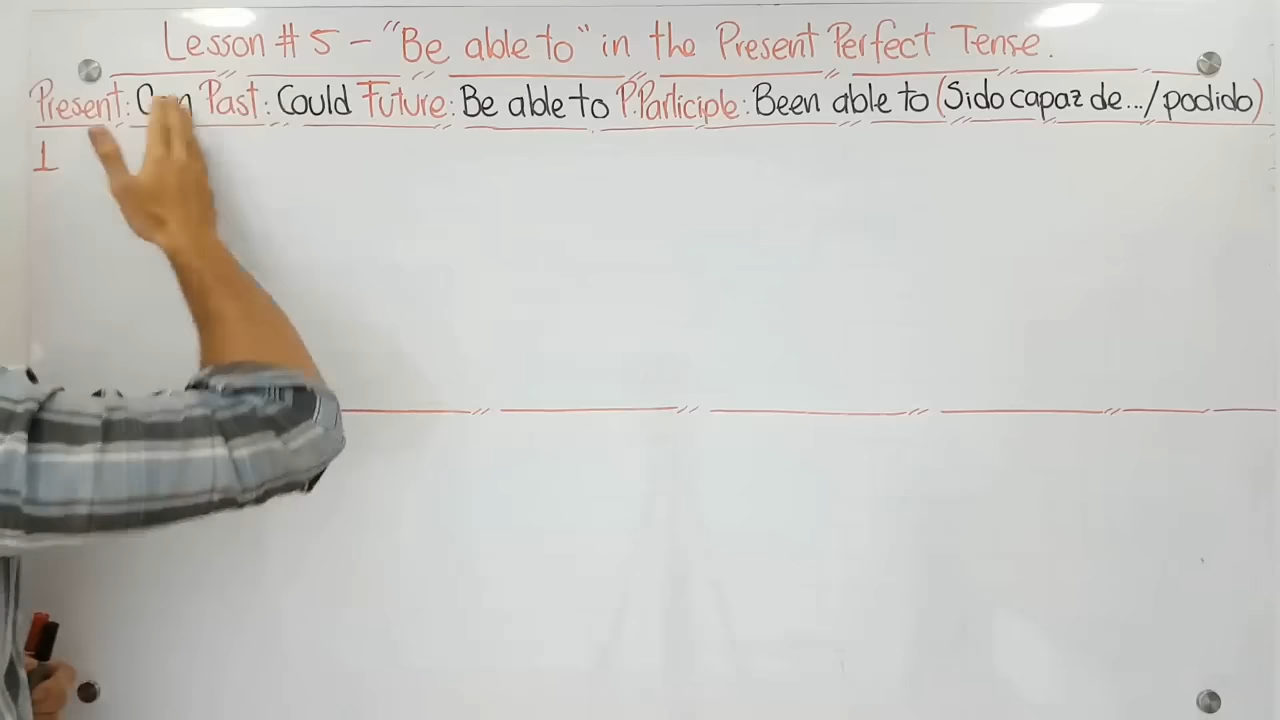 Lesson # 5 - "Be able to" in the Present Perfect Tense.
Present: Can Past: Could Future: Be able to P.Participle: Been able to (Sido capaz de.../podido)
1